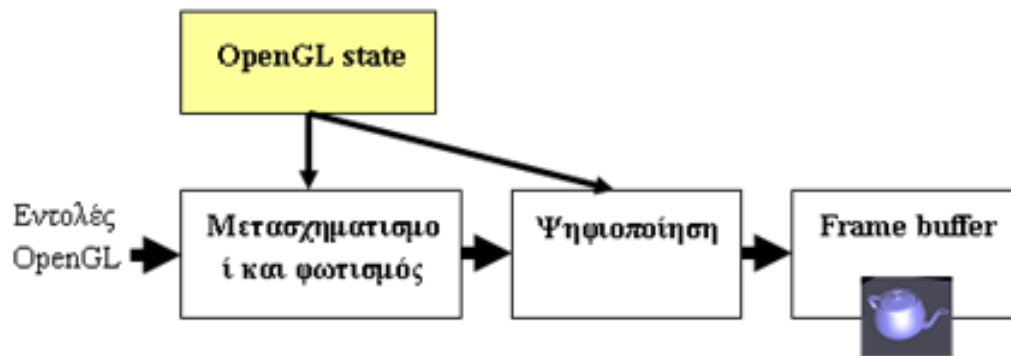 OpenGL state
Εντολές
OpenGL
Μετασχηματισμο
ί και φωτισμός
Ψηφιοποίηση
Frame buffer